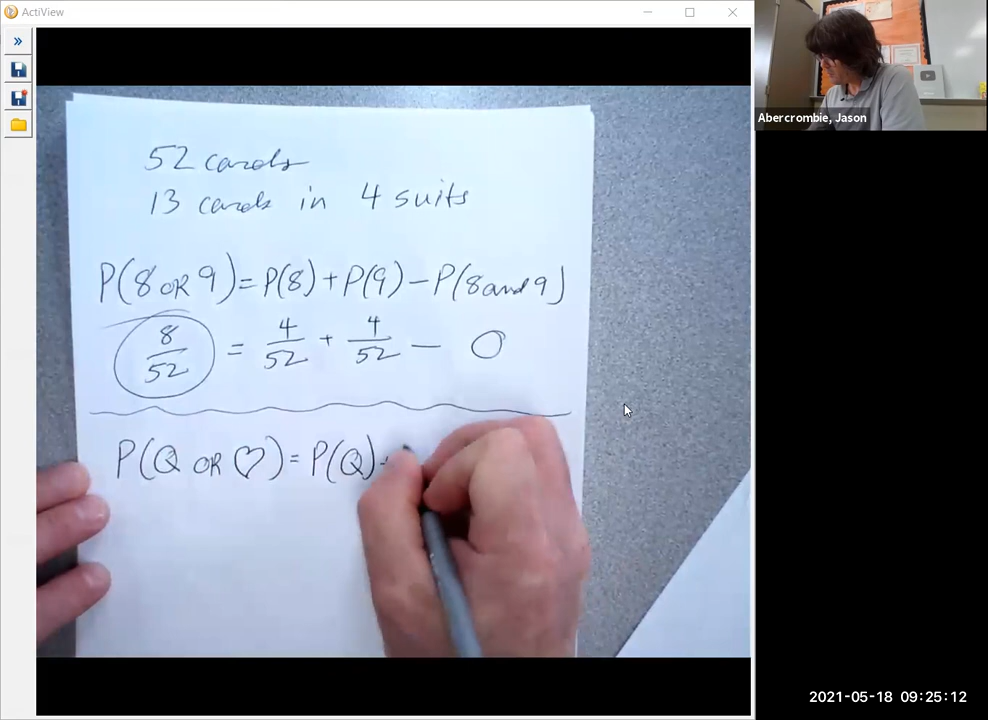 ActiView
Abercrombie, Jason
52 cards
13 cards in 4 suits
P(8 OR 9) = P(8) + P(9) - P(8 and 9)
8/52 = 4/52 + 4/52 - 0
P(Q OR ♡) = P(Q) +
2021-05-18 09:25:12